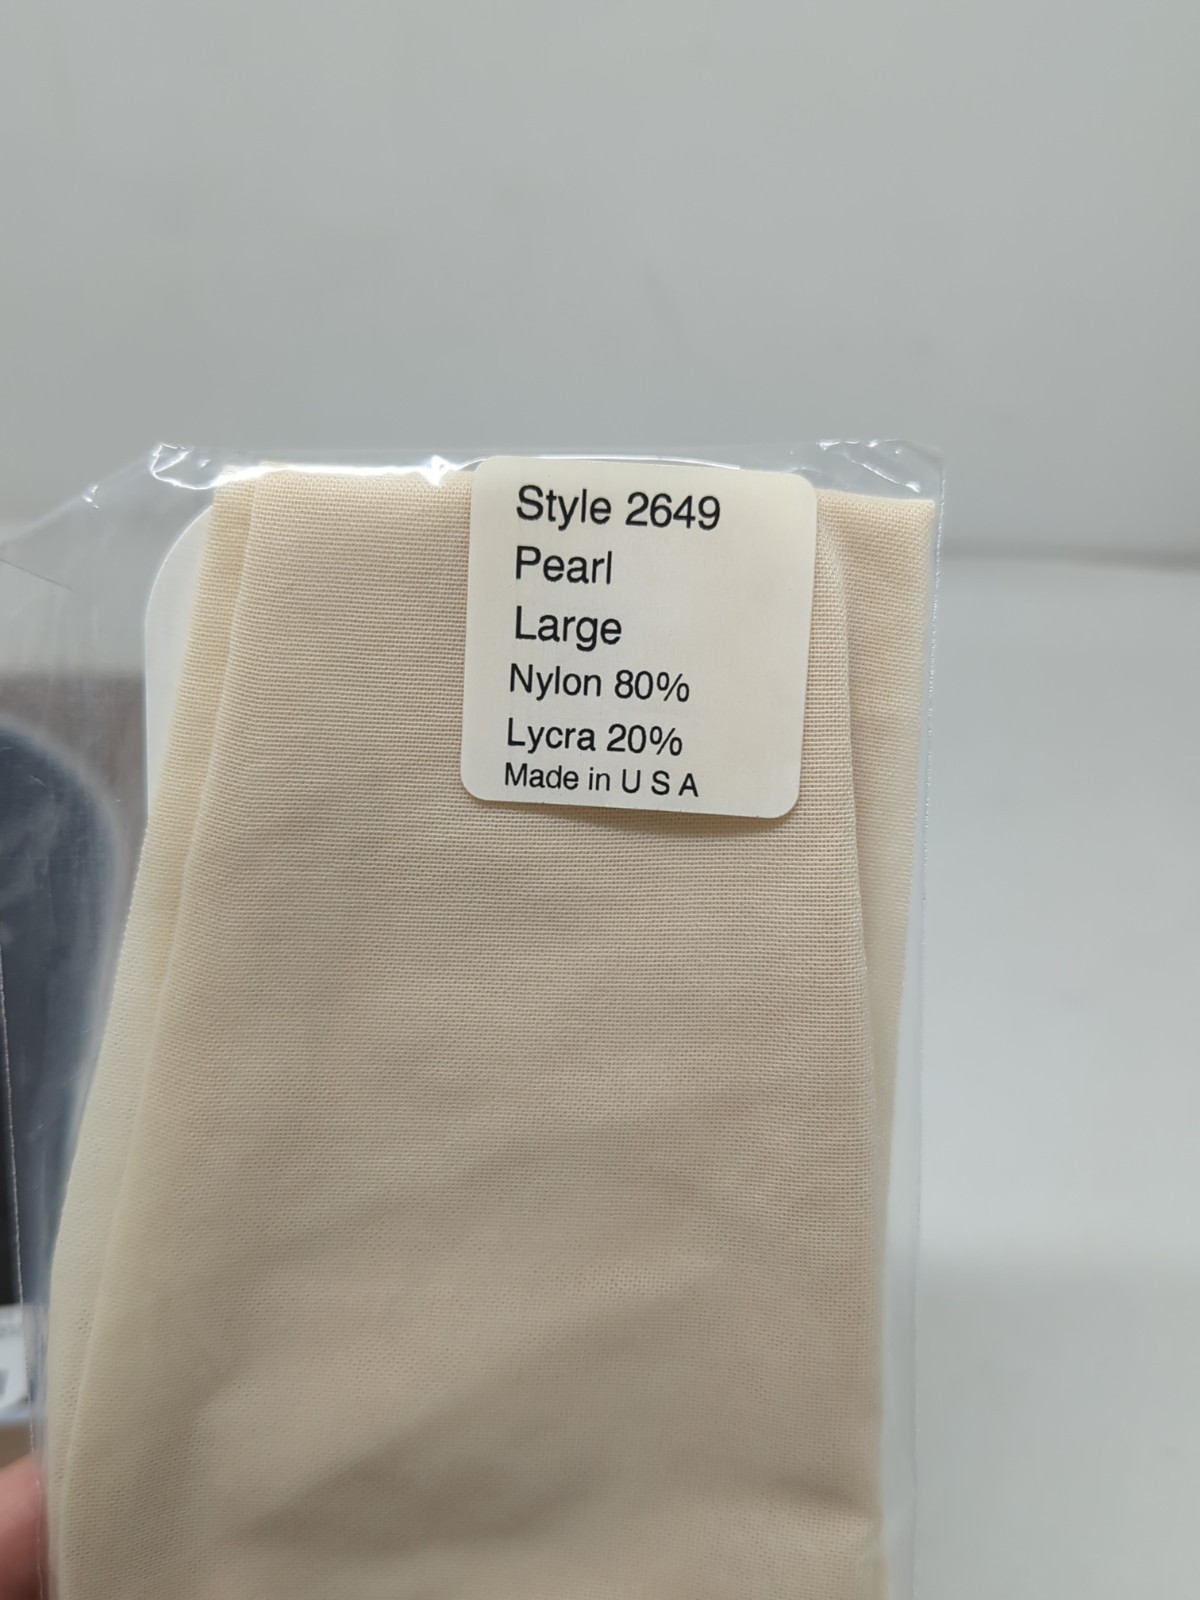 Style 2649
Pearl
Large
Nylon 80%
Lycra 20%
Made in U S A